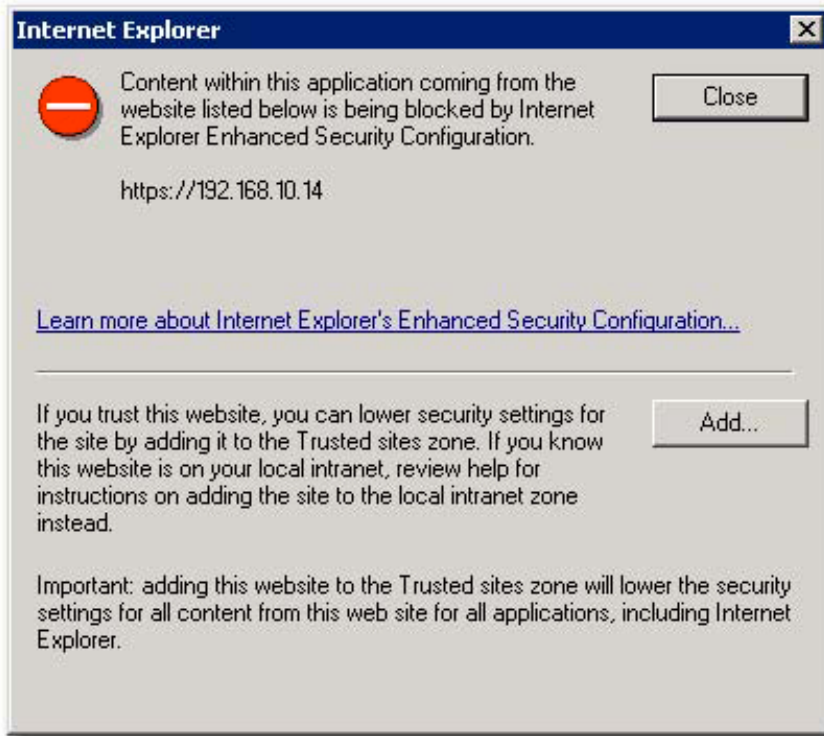 Internet Explorer
Content within this application coming from the
website listed below is being blocked by Internet
Explorer Enhanced Security Configuration.
Close
https://192.168.10.14
Learn more about Internet Explorer's Enhanced Security Configuration...
If you trust this website, you can lower security settings for
the site by adding it to the Trusted sites zone. If you know
this website is on your local intranet, review help for
instructions on adding the site to the local intranet zone
instead.
Add...
Important: adding this website to the Trusted sites zone will lower the security
settings for all content from this web site for all applications, including Internet
Explorer.